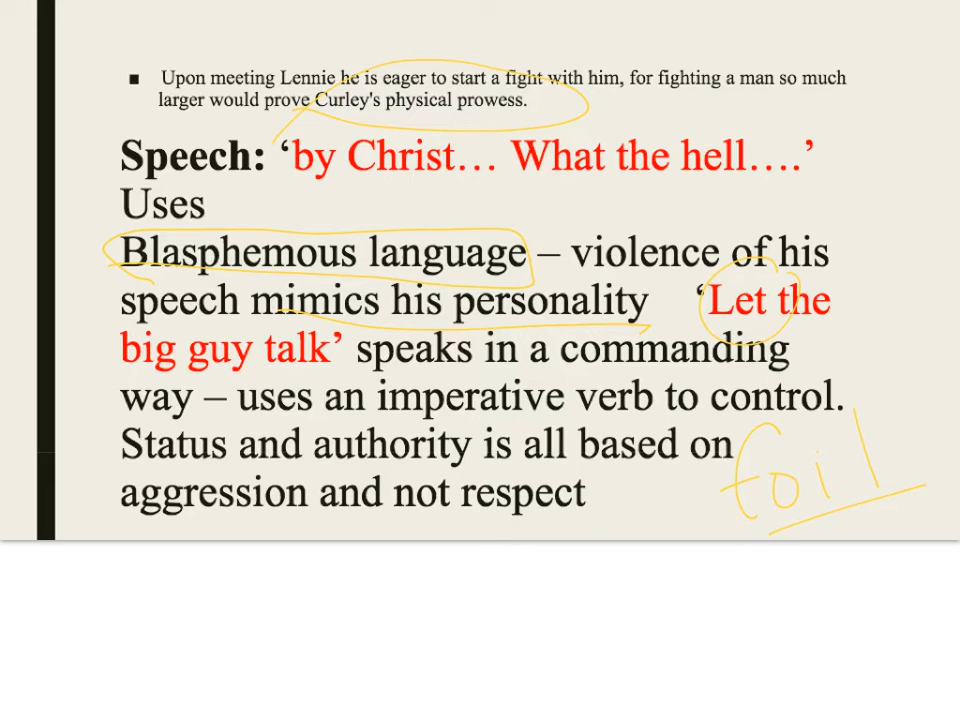 ▪ Upon meeting Lennie he is eager to start a fight with him, for fighting a man so much
larger would prove Curley's physical prowess.
Speech: ‘by Christ… What the hell….’
Uses
Blasphemous language – violence of his
speech mimics his personality ‘Let the
big guy talk’ speaks in a commanding
way – uses an imperative verb to control.
Status and authority is all based on
aggression and not respect
foil